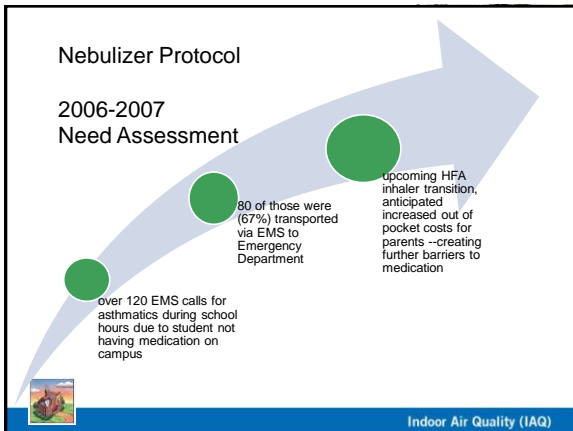 Nebulizer Protocol
2006-2007
Need Assessment
over 120 EMS calls for
asthmatics during school
hours due to student not
having medication on
campus
80 of those were
(67%) transported
via EMS to
Emergency
Department
upcoming HFA
inhaler transition,
anticipated
increased out of
pocket costs for
parents --creating
further barriers to
medication
Indoor Air Quality (IAQ)